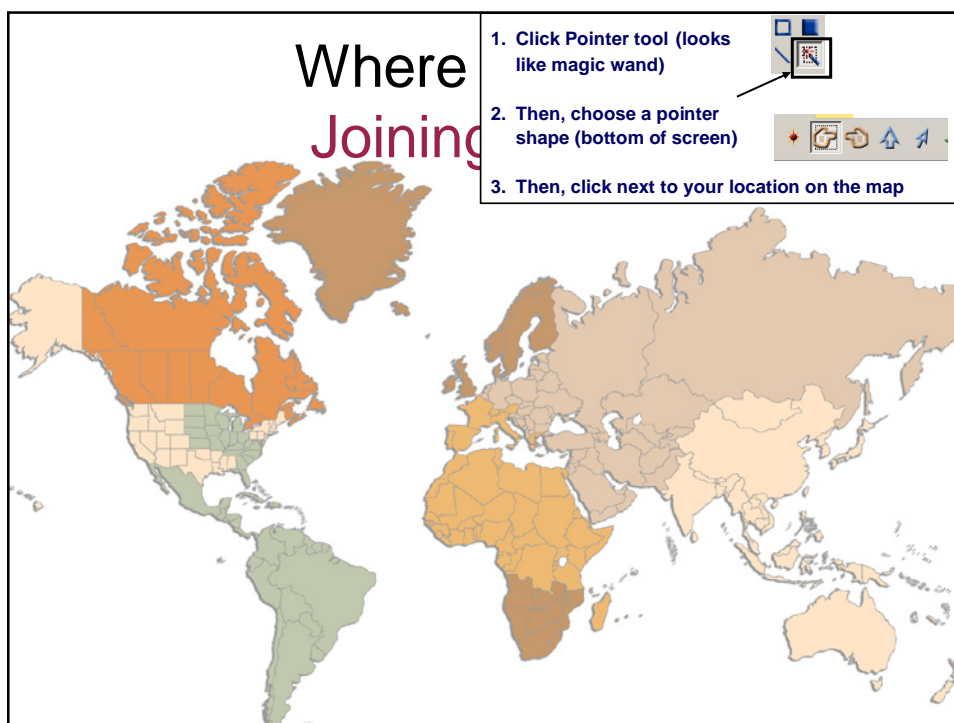 Where
Joining
1. Click Pointer tool (looks
like magic wand)
2. Then, choose a pointer
shape (bottom of screen)
3. Then, click next to your location on the map